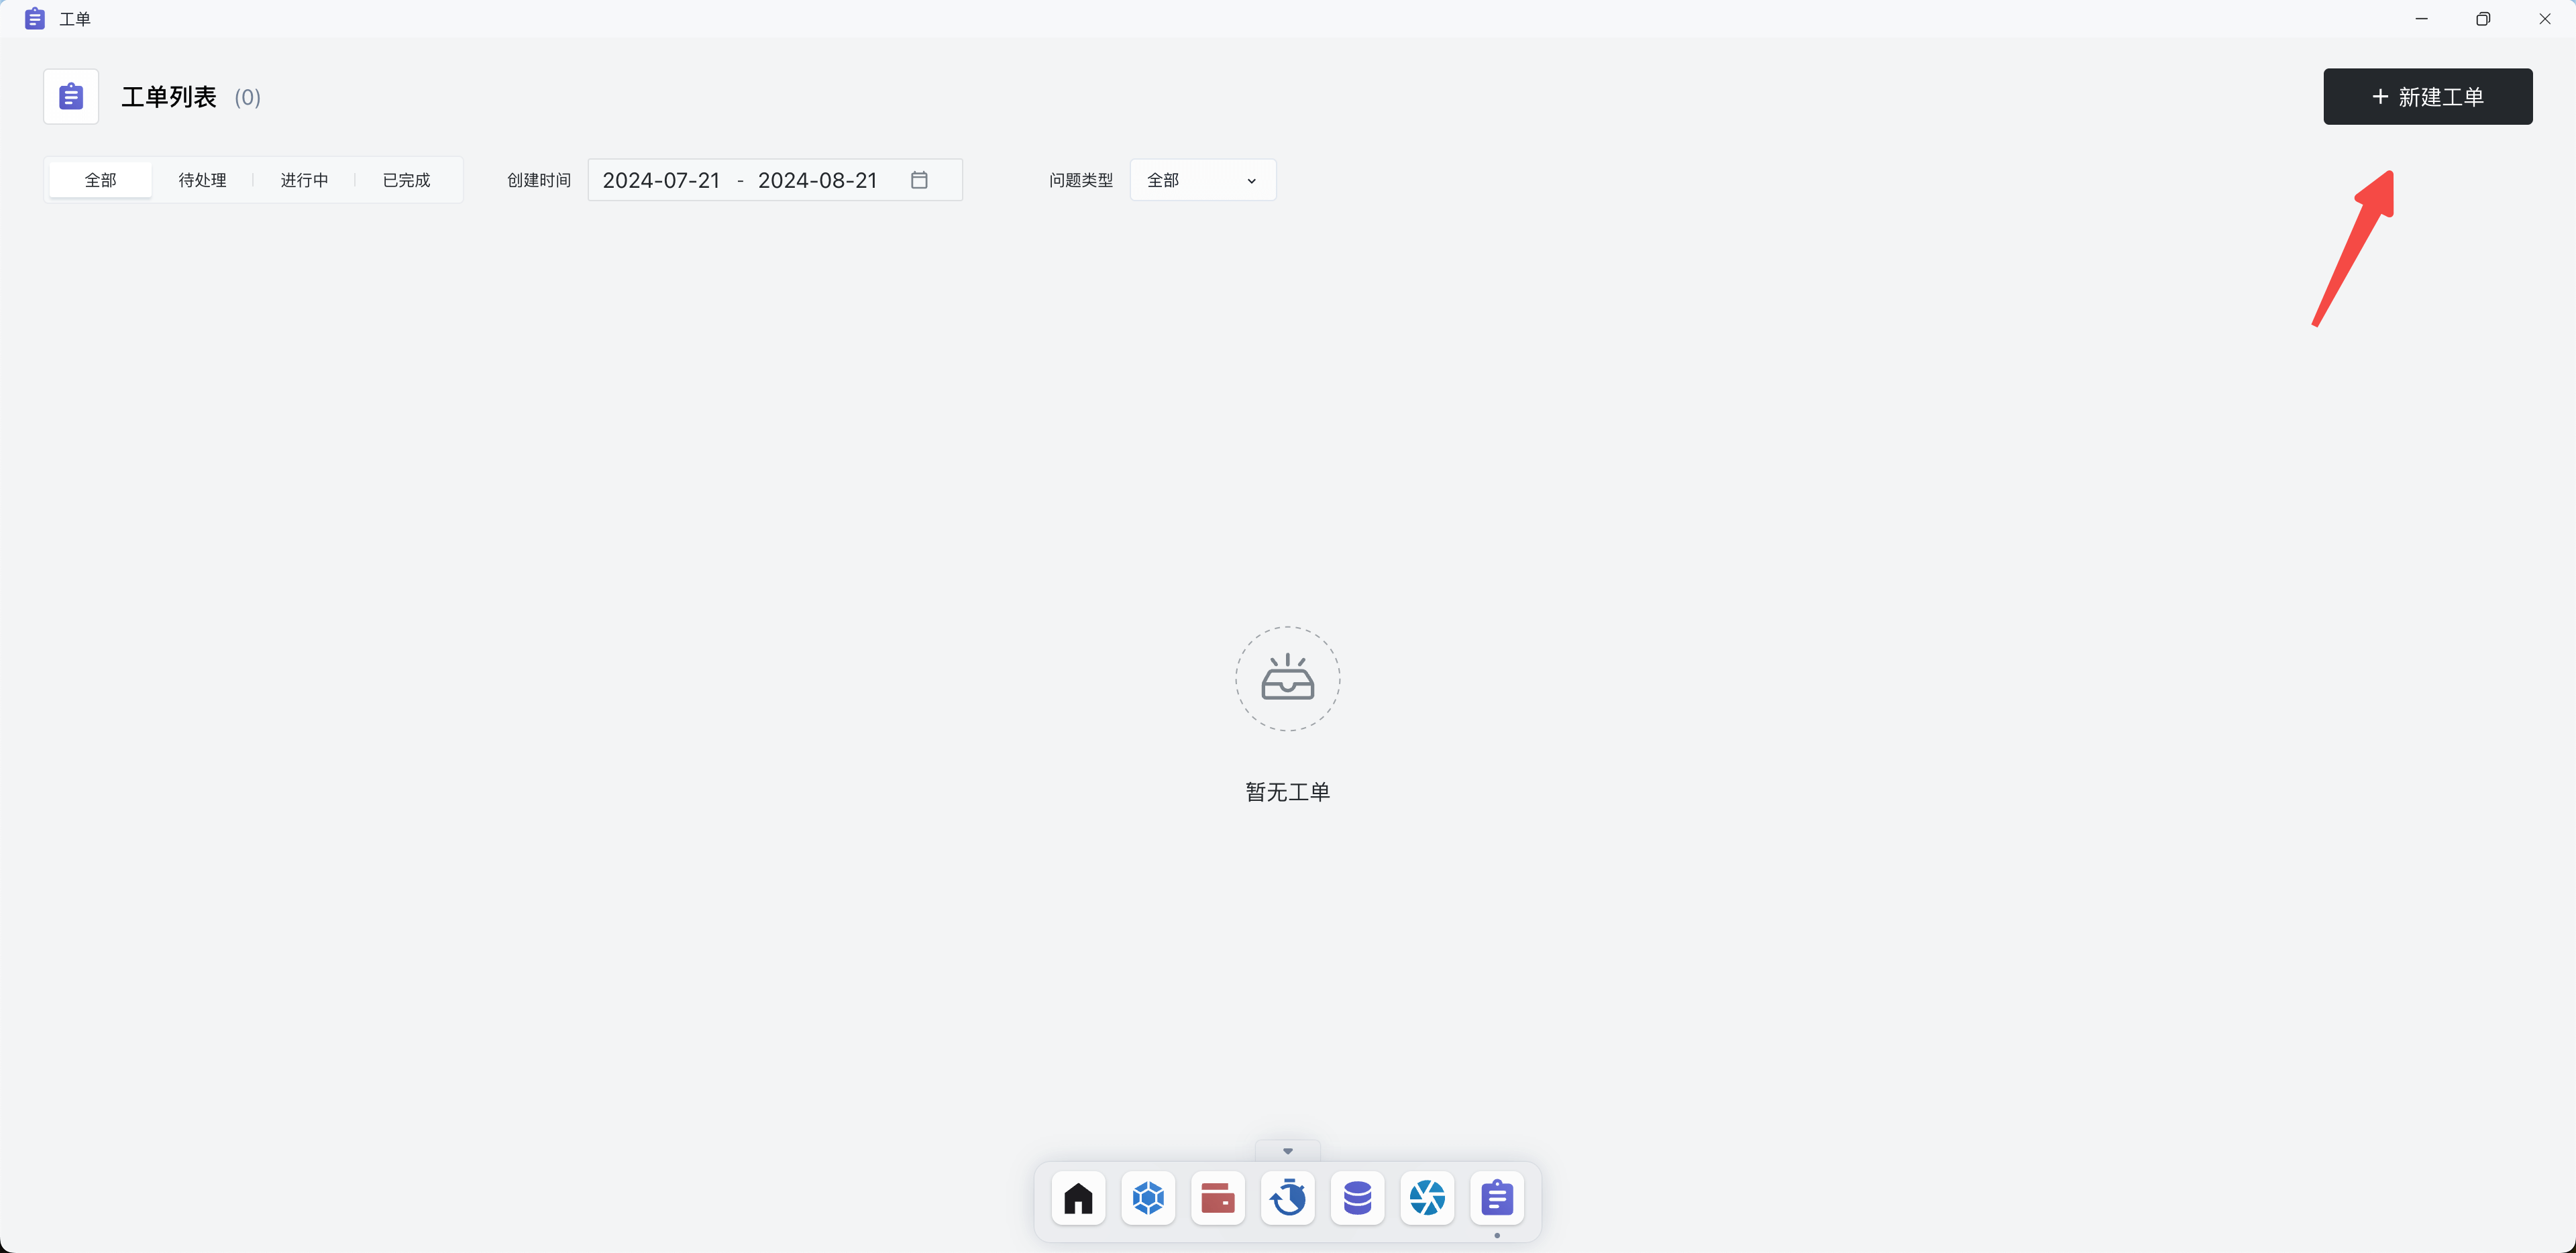 工单
工单列表 (0)
+ 新建工单
全部 待处理 进行中 已完成 创建时间 2024-07-21 - 2024-08-21 问题类型 全部
暂无工单